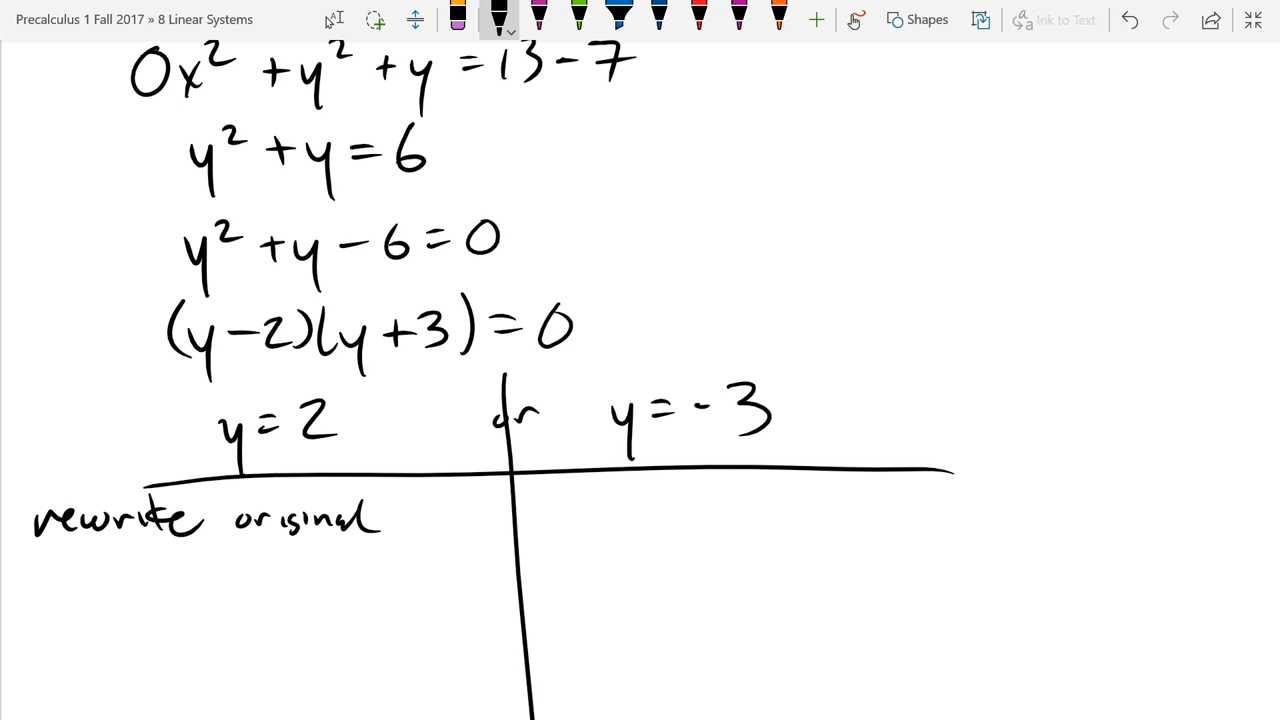 Precalculus 1 Fall 2017 » 8 Linear Systems
Shapes
Ink to Text
0x² + y² + y = 13 - 7
y² + y = 6
y² + y - 6 = 0
(y - 2)(y + 3) = 0
y = 2 or y = -3
rewrite original